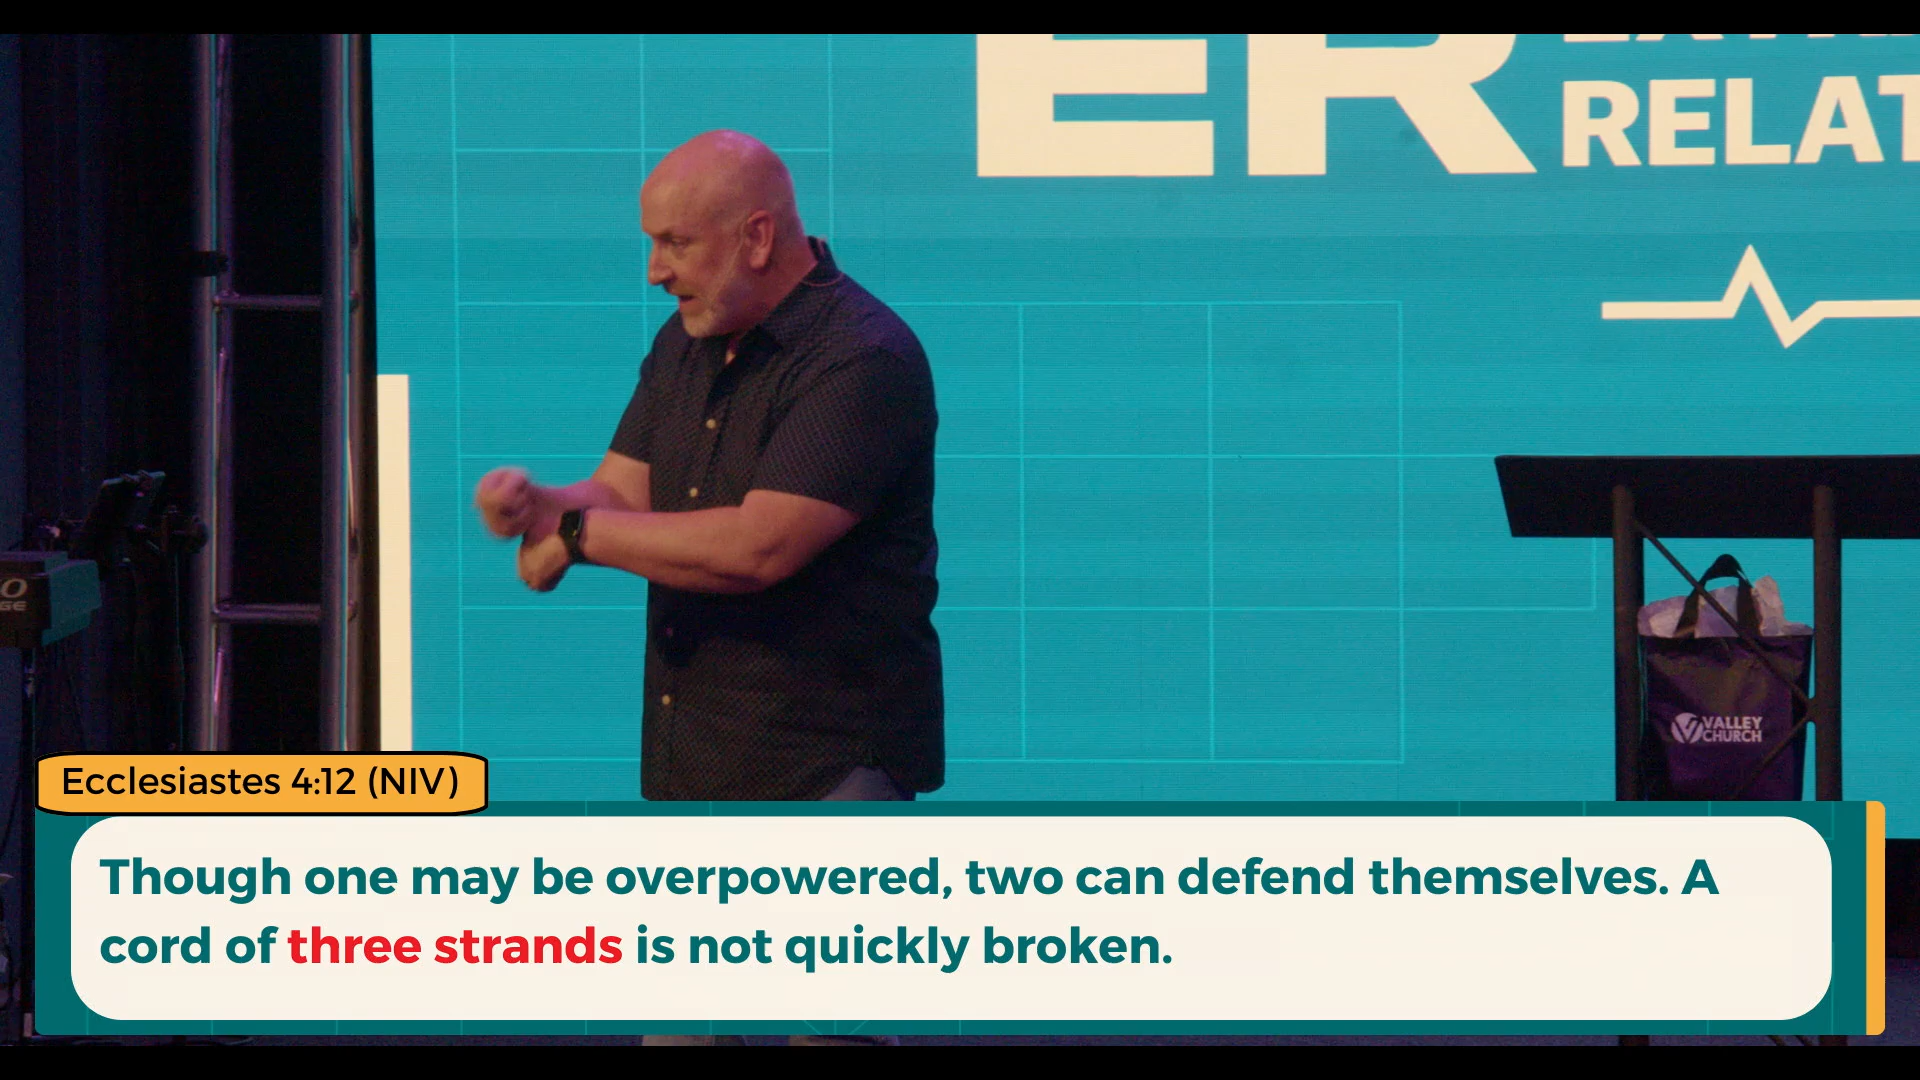 ER
RELAT
VALLEY
CHURCH
Ecclesiastes 4:12 (NIV)
Though one may be overpowered, two can defend themselves. A
cord of three strands is not quickly broken.